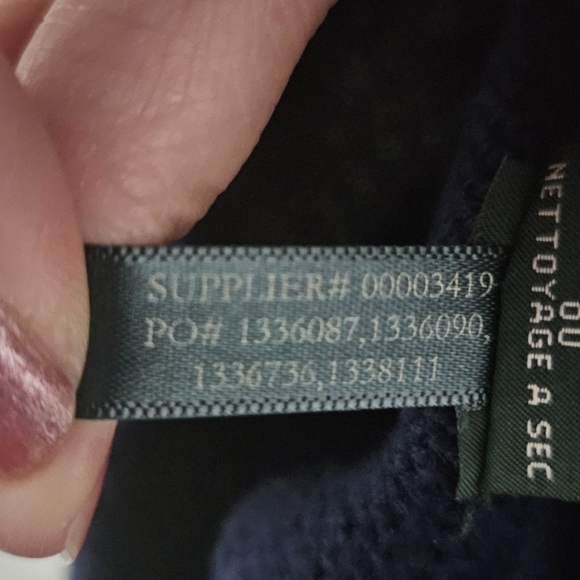 SUPPLIER# 00003419
PO# 1336087,1336090,
1336736,1338111
OU
NETTOYAGE A SEC